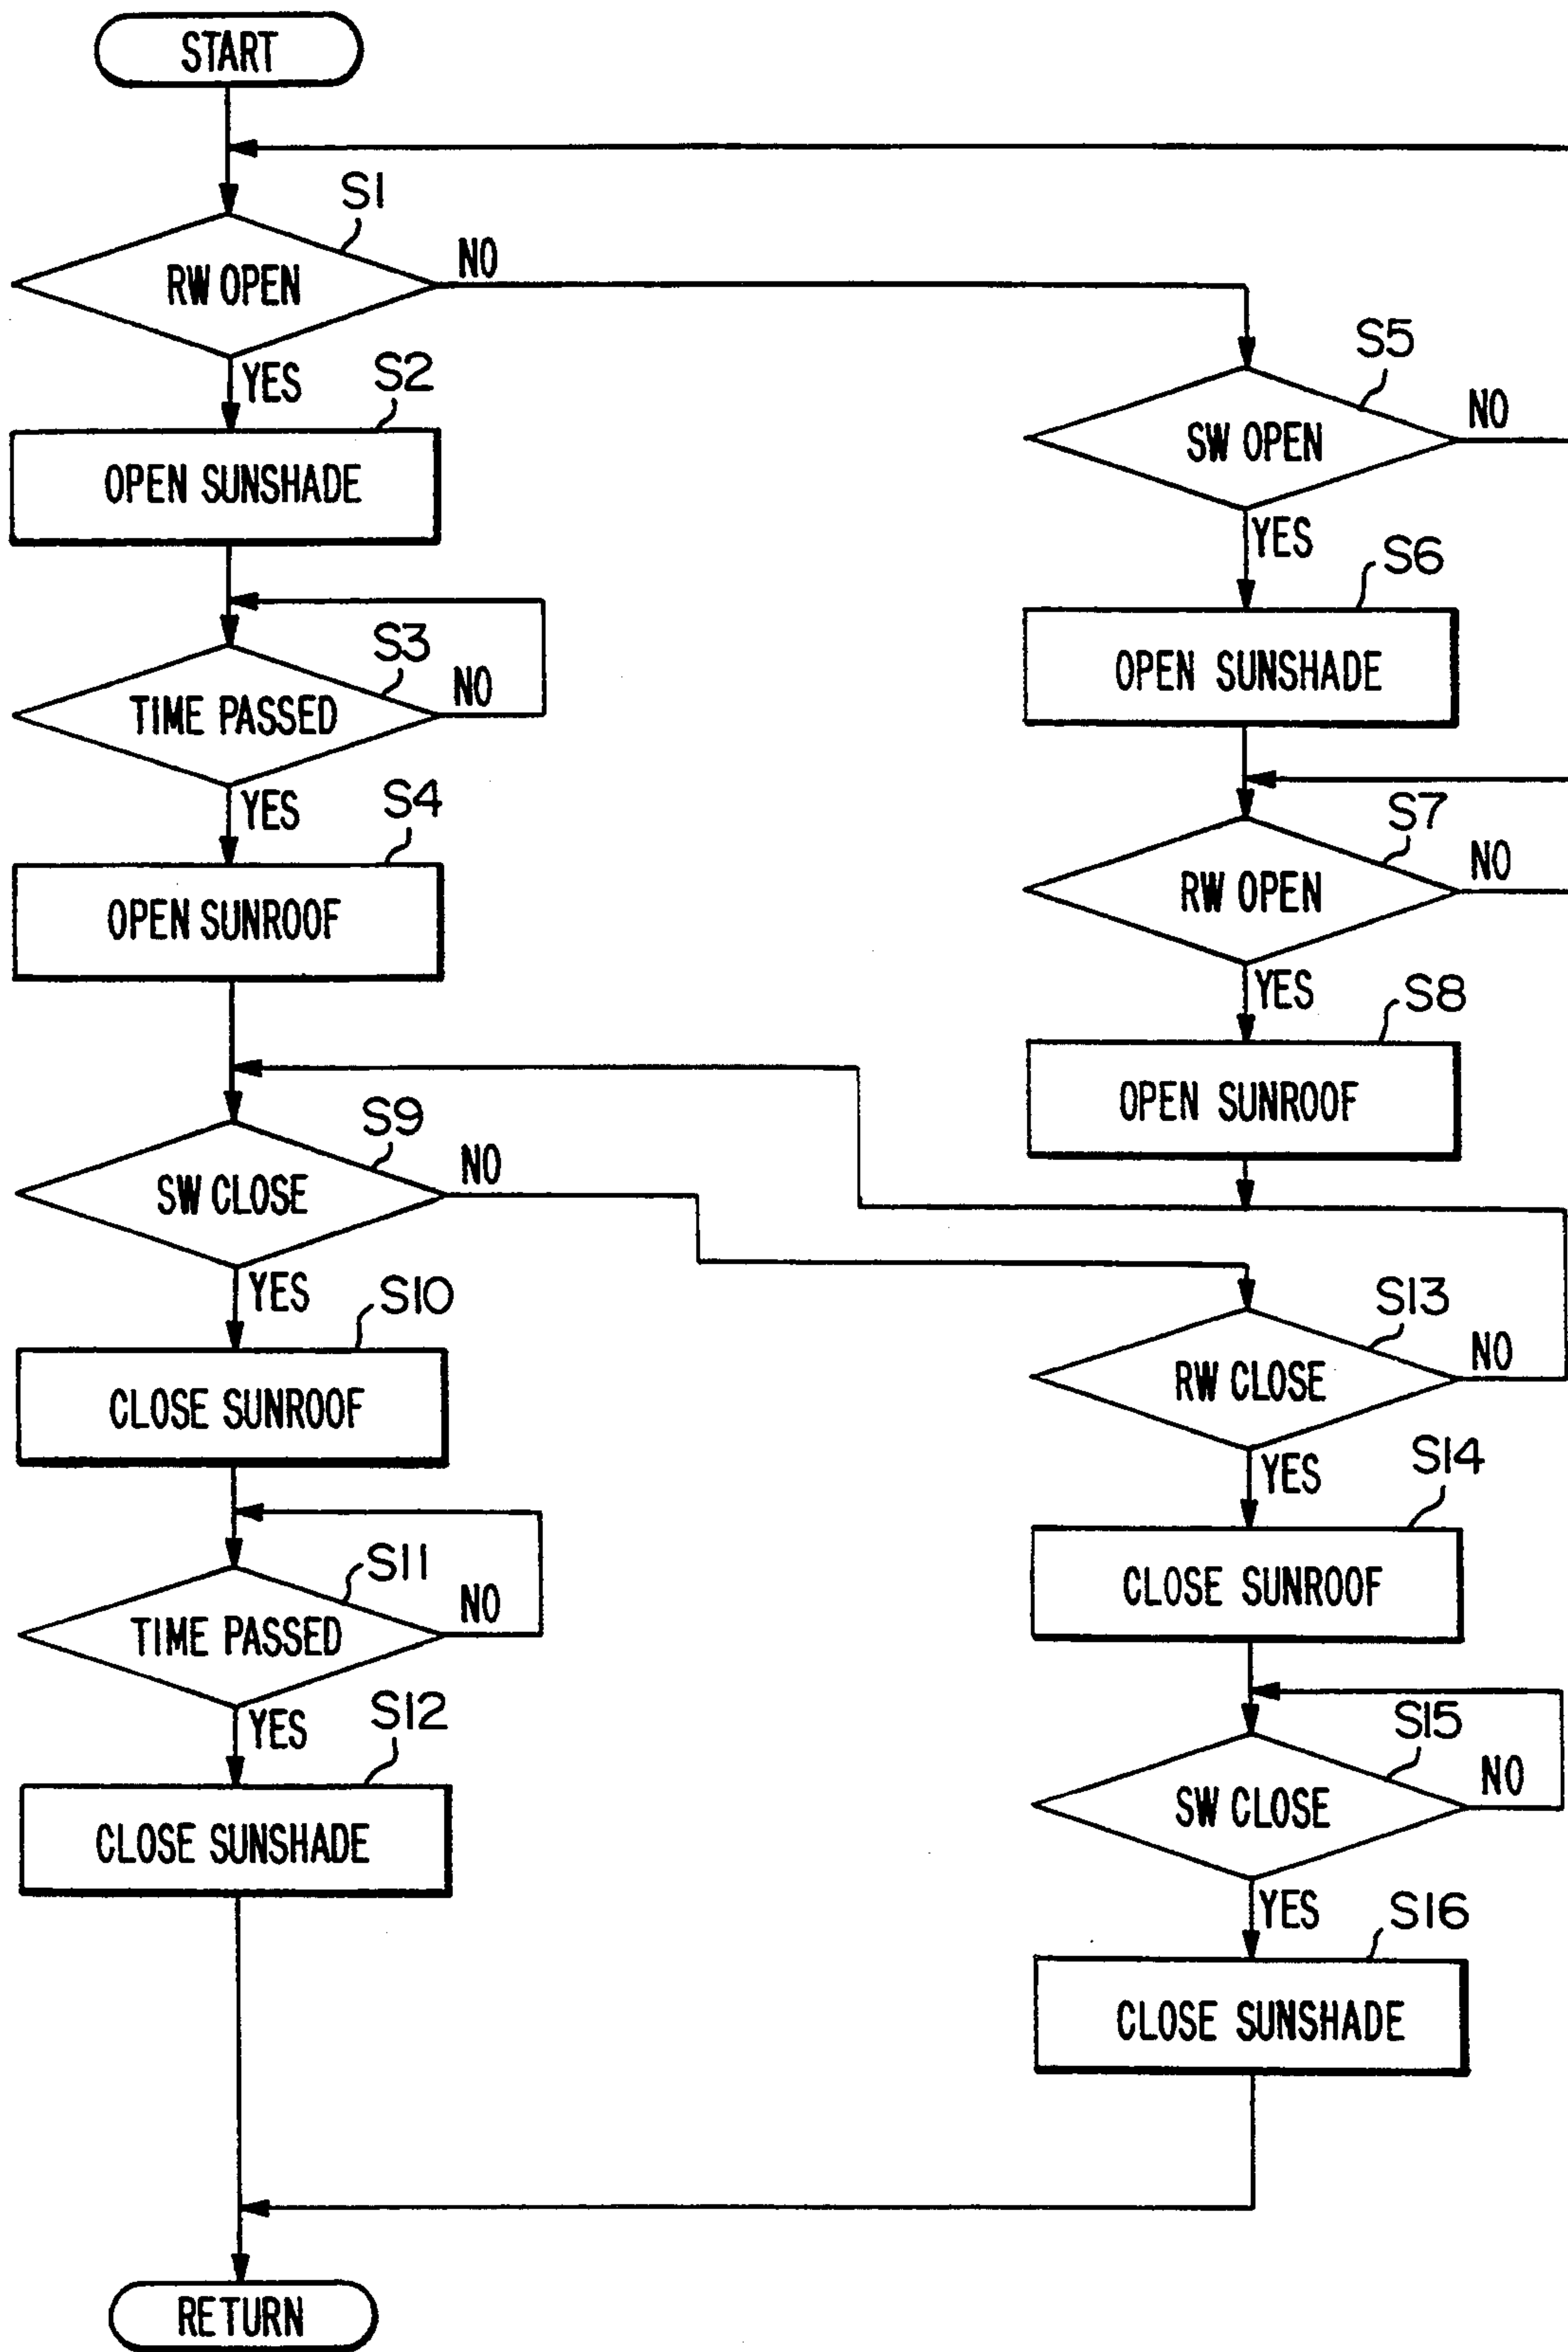 START
S1
RW OPEN
NO
YES
S2
OPEN SUNSHADE
S3
TIME PASSED
NO
YES
S4
OPEN SUNROOF
S5
SW OPEN
NO
YES
S6
OPEN SUNSHADE
S7
RW OPEN
NO
YES
S8
OPEN SUNROOF
S9
SW CLOSE
NO
YES
S10
CLOSE SUNROOF
S11
TIME PASSED
NO
YES
S12
CLOSE SUNSHADE
S13
RW CLOSE
NO
YES
S14
CLOSE SUNROOF
S15
SW CLOSE
NO
YES
S16
CLOSE SUNSHADE
RETURN